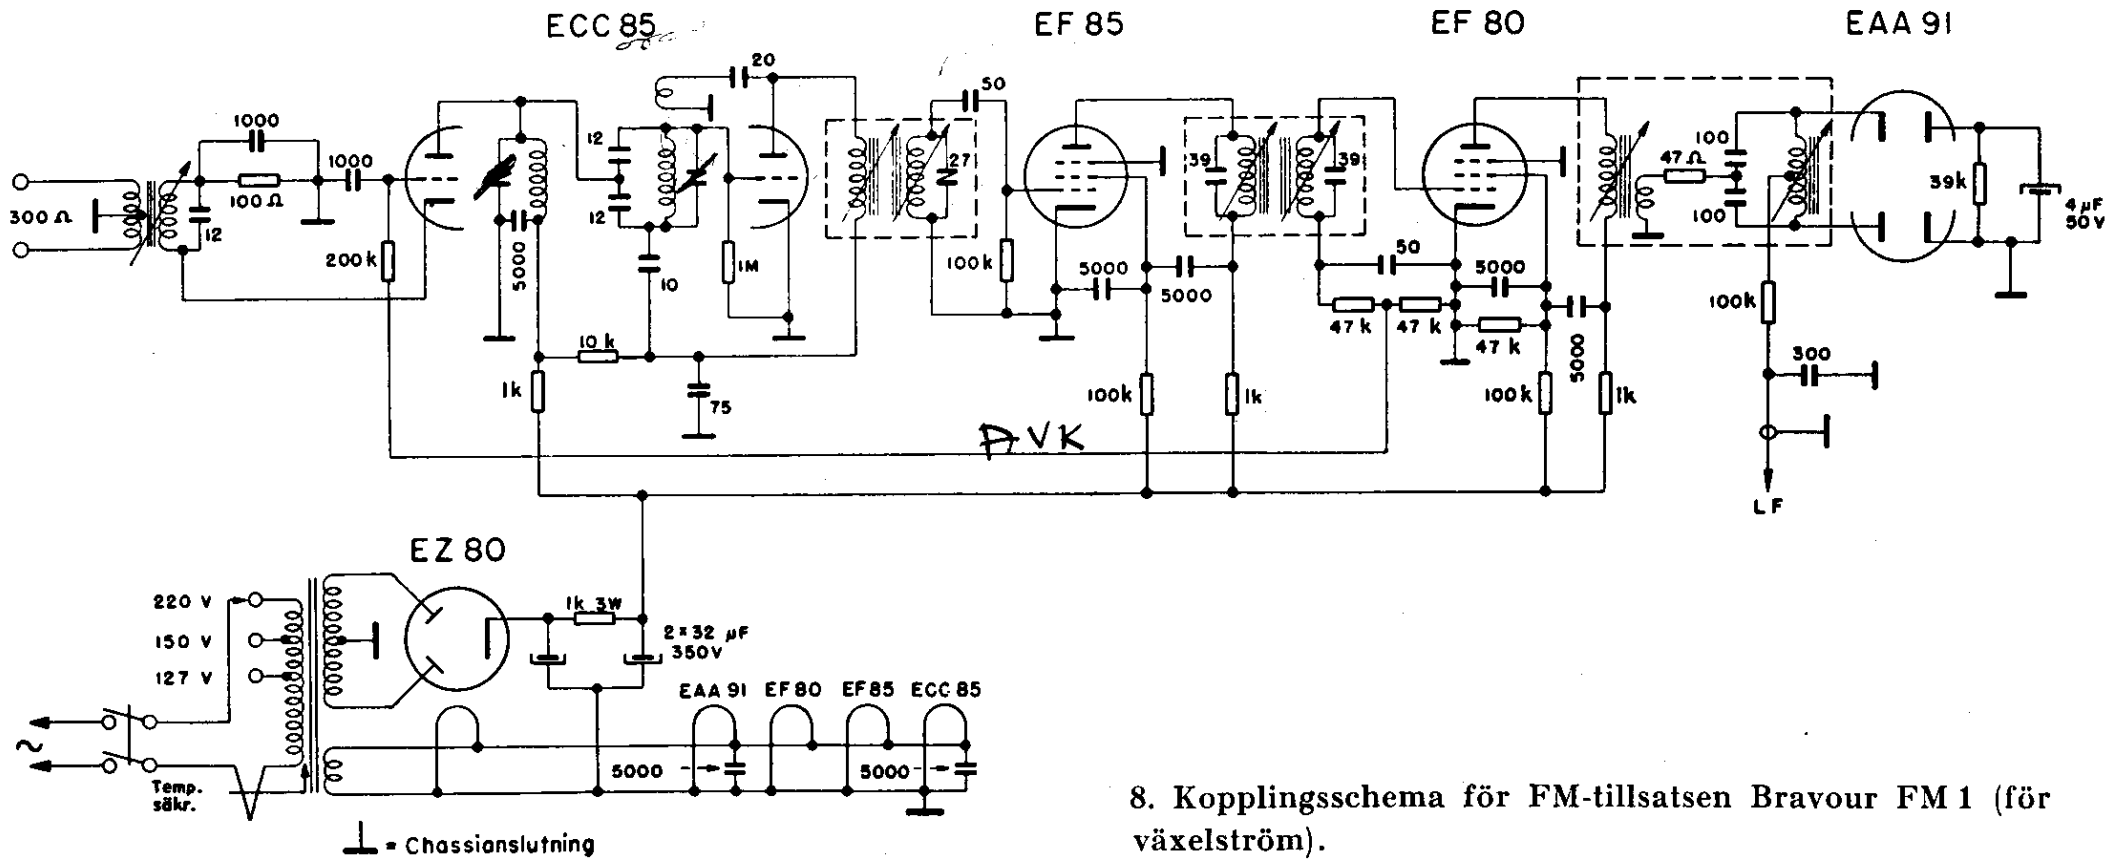 ECC 85
EF 85
EF 80
EAA 91
20
50
1000
1000
12
27
39
39
100
47 Ω
39k
4 µF
50 V
300 Ω
100 Ω
12
12
100
200 k
5000
10
1M
100k
5000
5000
50
5000
47 k
47 k
47 k
5000
100k
10 k
1k
75
100k
1k
100k
1k
300
AVK
LF
EZ 80
220 V
150 V
127 V
1k 3W
2 × 32 µF
350V
EAA 91
EF 80
EF 85
ECC 85
~
5000
5000
Temp.
säkr.
= Chassianslutning
8. Kopplingsschema för FM-tillsatsen Bravour FM 1 (för
växelström).